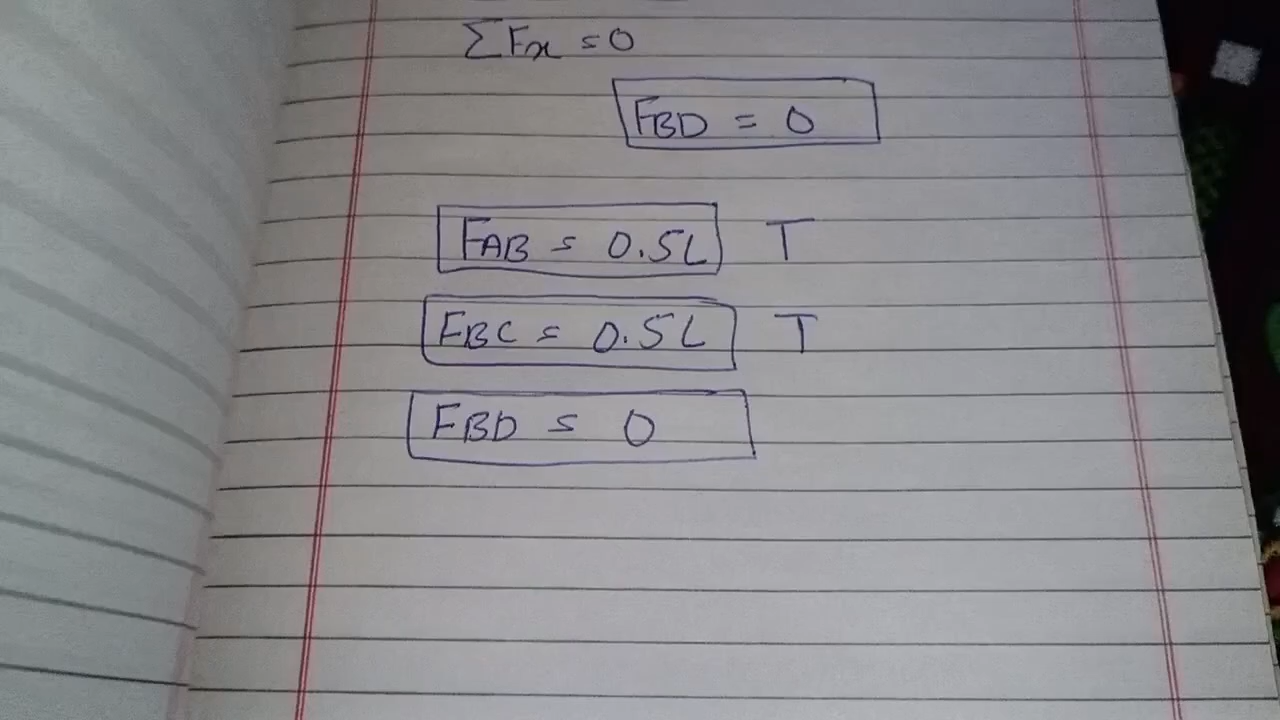 ΣFx = 0
FBD = 0
FAB = 0.5L T
FBC = 0.5L T
FBD = 0